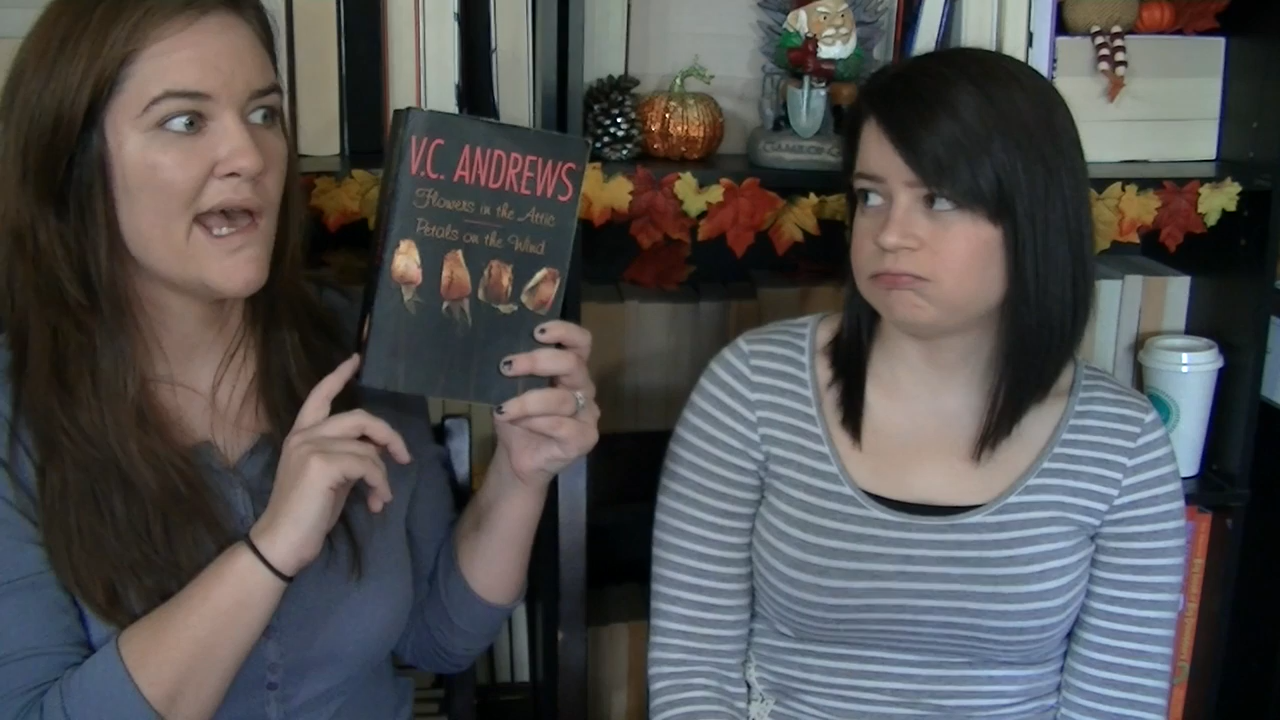 V.C. ANDREWS
Flowers in the Attic
Petals on the Wind